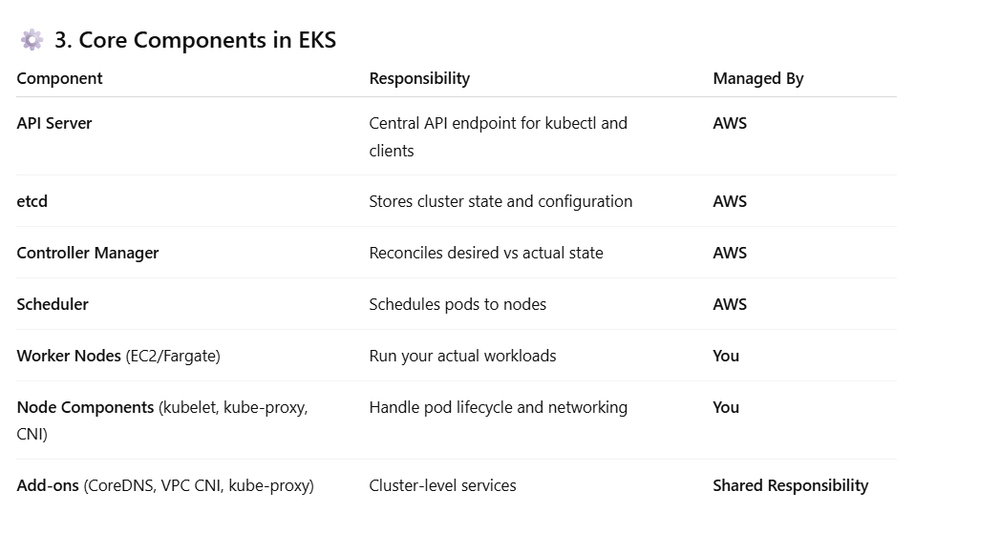 3. Core Components in EKS
Component Responsibility Managed By
API Server Central API endpoint for kubectl and AWS
clients
etcd Stores cluster state and configuration AWS
Controller Manager Reconciles desired vs actual state AWS
Scheduler Schedules pods to nodes AWS
Worker Nodes (EC2/Fargate) Run your actual workloads You
Node Components (kubelet, kube-proxy, Handle pod lifecycle and networking You
CNI)
Add-ons (CoreDNS, VPC CNI, kube-proxy) Cluster-level services Shared Responsibility